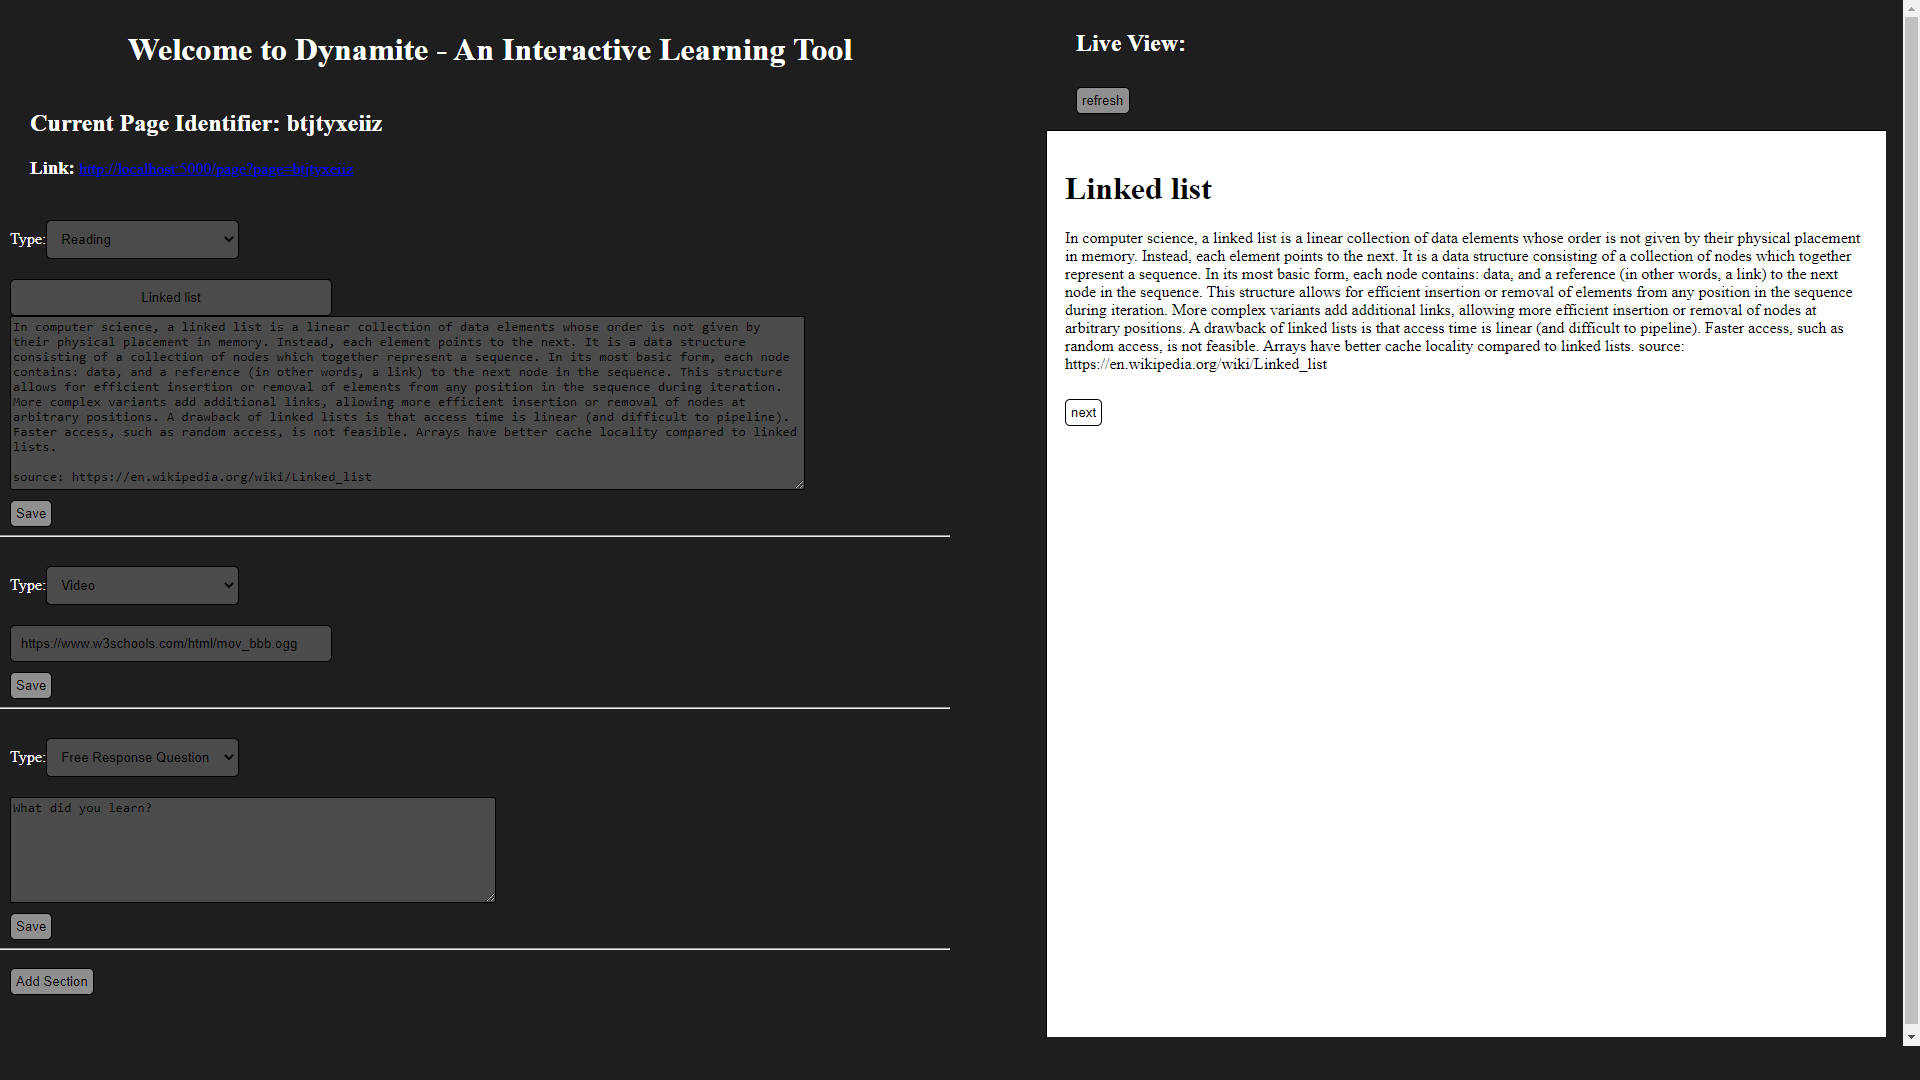 Welcome to Dynamite - An Interactive Learning Tool
Current Page Identifier: btjtyxeiiz
Link: http://localhost:3000/page?page=btjtyxeiiz
Type: Reading
Linked list
In computer science, a linked list is a linear collection of data elements whose order is not given by
their physical placement in memory. Instead, each element points to the next. It is a data structure
consisting of a collection of nodes which together represent a sequence. In its most basic form, each node
contains: data, and a reference (in other words, a link) to the next node in the sequence. This structure
allows for efficient insertion or removal of elements from any position in the sequence during iteration.
More complex variants add additional links, allowing more efficient insertion or removal of nodes at
arbitrary positions. A drawback of linked lists is that access time is linear (and difficult to pipeline).
Faster access, such as random access, is not feasible. Arrays have better cache locality compared to linked
lists.
source: https://en.wikipedia.org/wiki/Linked_list
Save
Type: Video
https://www.w3schools.com/html/mov_bbb.ogg
Save
Type: Free Response Question
What did you learn?
Save
Add Section
Live View:
refresh
Linked list
In computer science, a linked list is a linear collection of data elements whose order is not given by their physical placement
in memory. Instead, each element points to the next. It is a data structure consisting of a collection of nodes which together
represent a sequence. In its most basic form, each node contains: data, and a reference (in other words, a link) to the next
node in the sequence. This structure allows for efficient insertion or removal of elements from any position in the sequence
during iteration. More complex variants add additional links, allowing more efficient insertion or removal of nodes at
arbitrary positions. A drawback of linked lists is that access time is linear (and difficult to pipeline). Faster access, such as
random access, is not feasible. Arrays have better cache locality compared to linked lists. source:
https://en.wikipedia.org/wiki/Linked_list
next